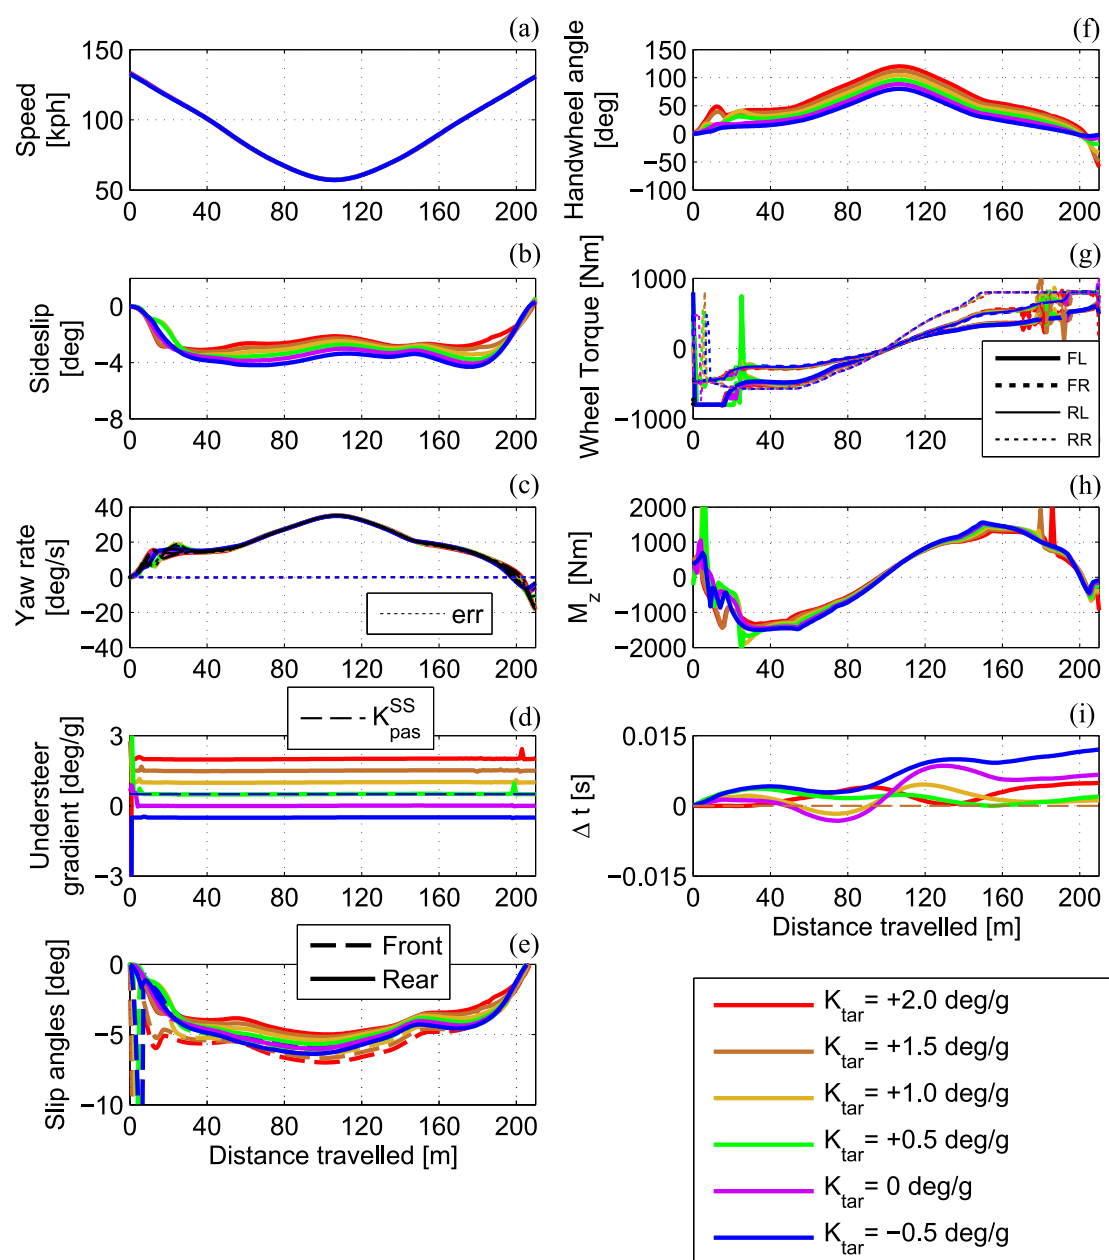 (a)
150
100
50
Speed
[kph]
0 40 80 120 160 200
(b)
0
−4
−8
Sideslip
[deg]
0 40 80 120 160 200
(c)
40
20
0
−20
−40
Yaw rate
[deg/s]
err
0 40 80 120 160 200
K_pas^SS
(d)
3
0
−3
Understeer
gradient [deg/g]
0 40 80 120 160 200
(e)
Front
Rear
0
−5
−10
Slip angles [deg]
0 40 80 120 160 200
Distance travelled [m]
(f)
150
100
50
0
−50
−100
Handwheel angle
[deg]
0 40 80 120 160 200
(g)
1000
0
−1000
Wheel Torque [Nm]
FL
FR
RL
RR
0 40 80 120 160 200
(h)
2000
1000
0
−1000
−2000
M_z [Nm]
0 40 80 120 160 200
(i)
0.015
0
−0.015
Δ t [s]
0 40 80 120 160 200
Distance travelled [m]
K_tar= +2.0 deg/g
K_tar= +1.5 deg/g
K_tar= +1.0 deg/g
K_tar= +0.5 deg/g
K_tar= 0 deg/g
K_tar= −0.5 deg/g